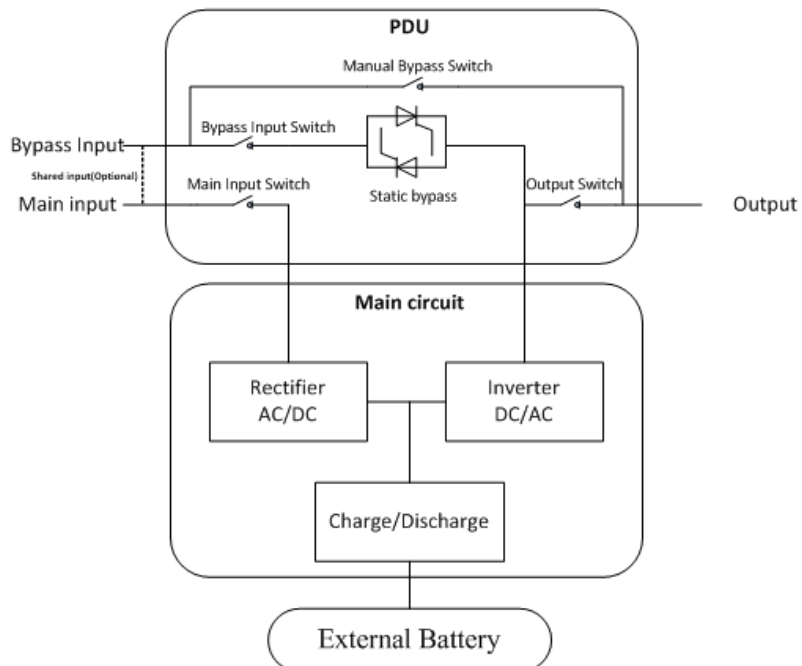 PDU
Manual Bypass Switch
Bypass Input Switch
Bypass Input
Shared input(Optional)
Main Input Switch
Static bypass
Output Switch
Main input
Output
Main circuit
Rectifier
AC/DC
Inverter
DC/AC
Charge/Discharge
External Battery